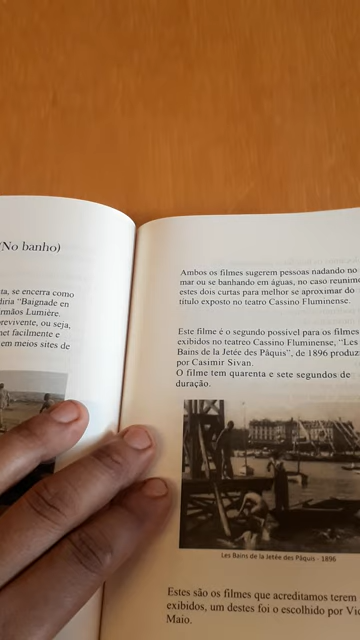 (No banho)
ta, se encerra como
diria "Baignade en
rmãos Lumière.
revivente, ou seja,
net facilmente e
em meios sites de
Ambos os filmes sugerem pessoas nadando no
mar ou se banhando em águas, no caso reunimo
estes dois curtas para melhor se aproximar do
título exposto no teatro Cassino Fluminense.
Este filme é o segundo possível para os filmes
exibidos no teatro Cassino Fluminense, "Les
Bains de la Jetée des Pâquis", de 1896 produz
por Casimir Sivan.
O filme tem quarenta e sete segundos de
duração.
Les Bains de la Jetée des Pâquis - 1896
Estes são os filmes que acreditamos terem
exibidos, um destes foi o escolhido por Vic
Maio.